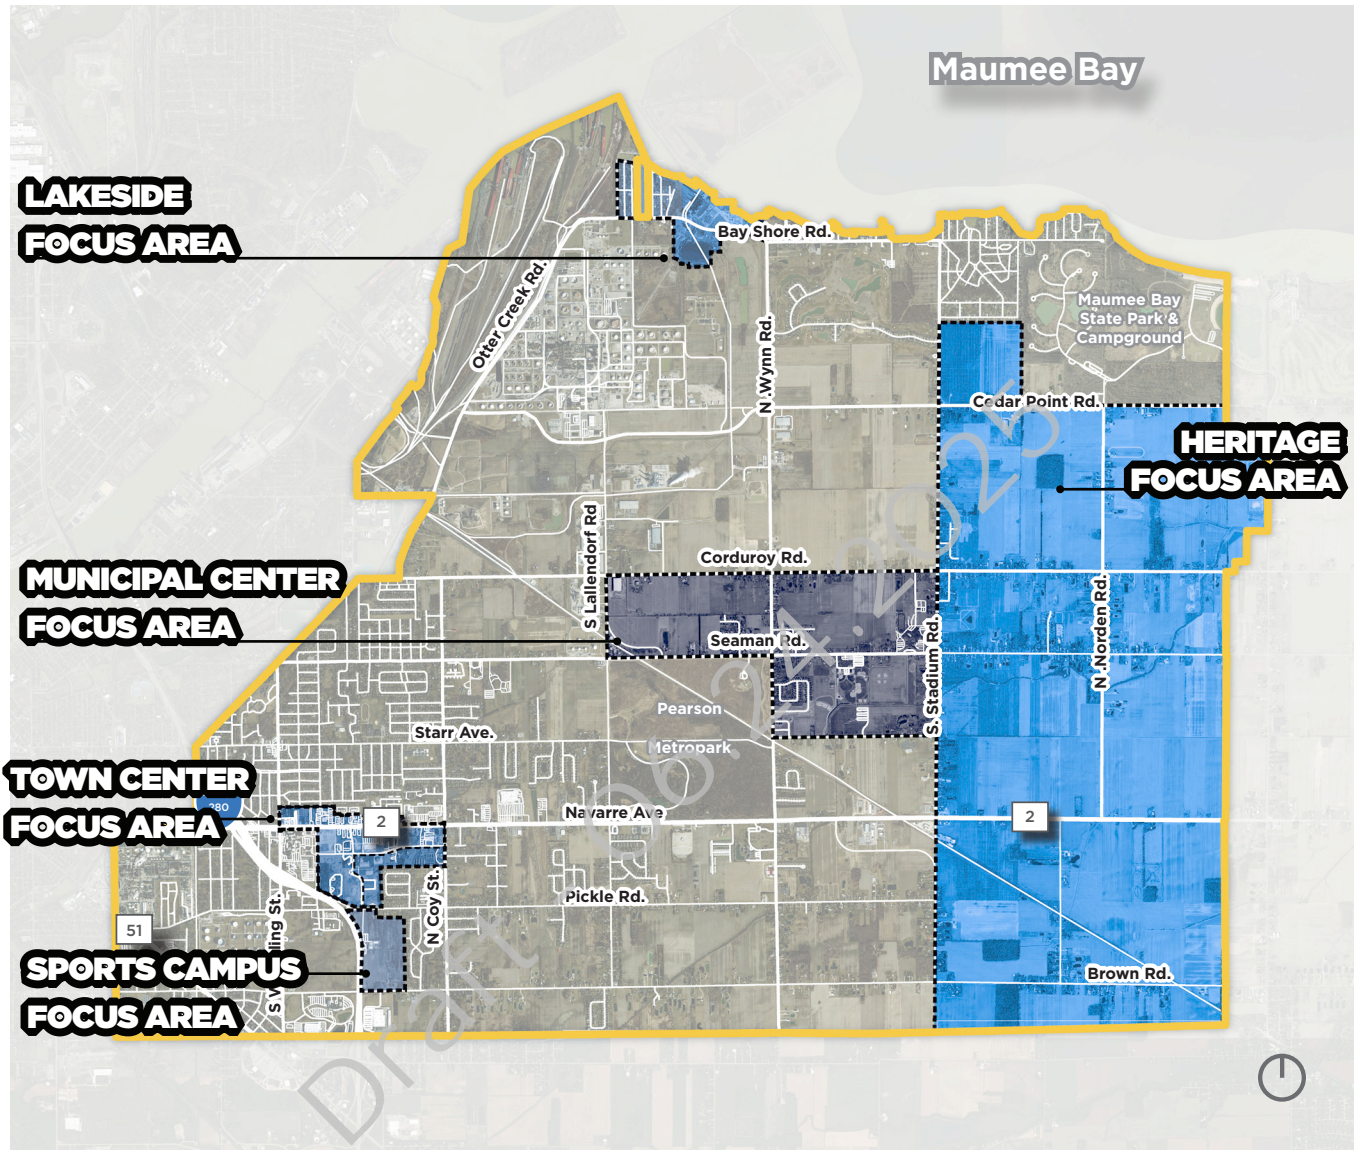 Maumee Bay
LAKESIDE
FOCUS AREA
Bay Shore Rd.
Otter Creek Rd.
Maumee Bay
State Park &
Campground
N .Wynn Rd.
Cedar Point Rd.
HERITAGE
FOCUS AREA
S Lallendorf Rd
Corduroy Rd.
MUNICIPAL CENTER
FOCUS AREA
Seaman Rd.
S. Stadium Rd.
N .Norden Rd.
Pearson
Metropark
Starr Ave.
TOWN CENTER
FOCUS AREA
280
2
Navarre Ave
2
Pickle Rd.
N Coy St.
51
SPORTS CAMPUS
FOCUS AREA
Brown Rd.
Draft 06.24.2025